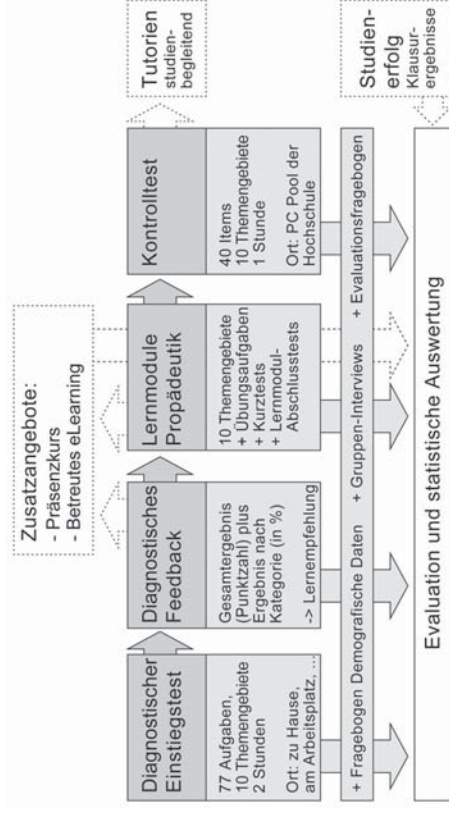 Zusatzangebote:
- Präsenzkurs
- Betreutes eLearning
Diagnostischer
Einstiegstest
77 Aufgaben,
10 Themengebiete
2 Stunden
Ort: zu Hause,
am Arbeitsplatz, ...
Diagnostisches
Feedback
Gesamtergebnis
(Punktzahl) plus
Ergebnis nach
Kategorie (in %)
-> Lernempfehlung
Lernmodule
Propädeutik
10 Themengebiete
+ Übungsaufgaben
+ Kurztests
+ Lernmodul-
Abschlusstests
Kontrolltest
40 Items
10 Themengebiete
1 Stunde
Ort: PC Pool der
Hochschule
Tutorien
studien-
begleitend
+ Fragebogen Demografische Daten + Gruppen-Interviews + Evaluationsfragebogen
Studien-
erfolg
Klausur-
ergebnisse
Evaluation und statistische Auswertung